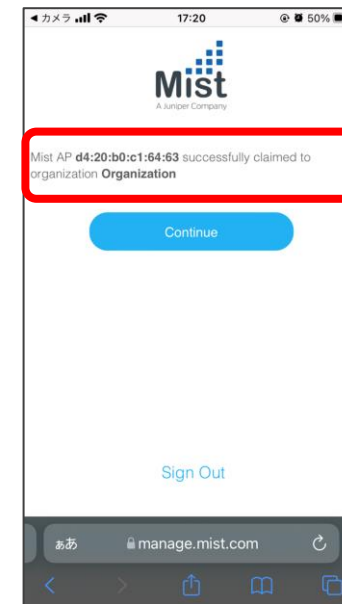 カメラ 17:20 50%
Mist
A Juniper Company
Mist AP d4:20:b0:c1:64:63 successfully claimed to
organization Organization
Continue
Sign Out
ぁあ manage.mist.com